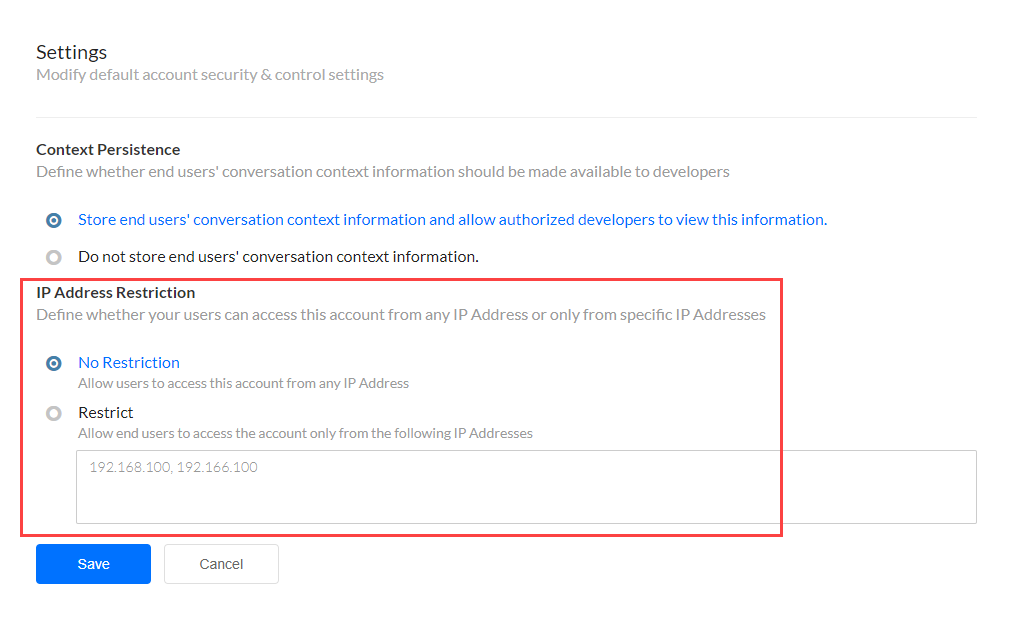 Settings
Modify default account security & control settings
Context Persistence
Define whether end users' conversation context information should be made available to developers
Store end users' conversation context information and allow authorized developers to view this information.
Do not store end users' conversation context information.
IP Address Restriction
Define whether your users can access this account from any IP Address or only from specific IP Addresses
No Restriction
Allow users to access this account from any IP Address
Restrict
Allow end users to access the account only from the following IP Addresses
192.168.100, 192.166.100
Save Cancel